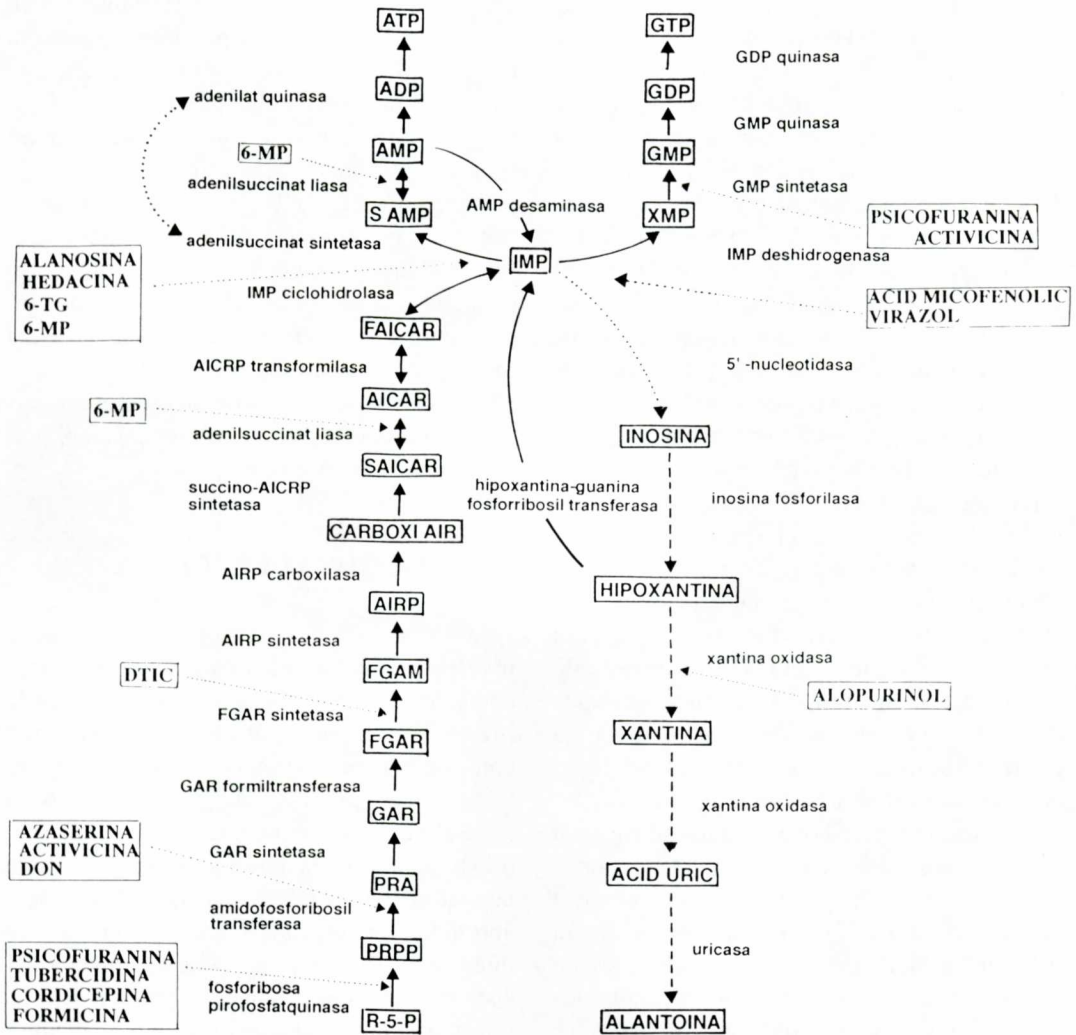 ATP
GTP
GDP quinasa
ADP
GDP
adenilat quinasa
GMP quinasa
AMP
GMP
6-MP
adenilsuccinat liasa
GMP sintetasa
S AMP
AMP desaminasa
XMP
PSICOFURANINA
ACTIVICINA
adenilsuccinat sintetasa
IMP
IMP deshidrogenasa
ALANOSINA
HEDACINA
6-TG
6-MP
IMP ciclohidrolasa
ACID MICOFENOLIC
VIRAZOL
FAICAR
AICRP transformilasa
5' -nucleotidasa
AICAR
6-MP
adenilsuccinat liasa
INOSINA
SAICAR
succino-AICRP
sintetasa
hipoxantina-guanina
fosforribosil transferasa
inosina fosforilasa
CARBOXI AIR
AIRP carboxilasa
HIPOXANTINA
AIRP
AIRP sintetasa
xantina oxidasa
FGAM
DTIC
ALOPURINOL
FGAR sintetasa
FGAR
XANTINA
GAR formiltransferasa
xantina oxidasa
GAR
AZASERINA
ACTIVICINA
DON
GAR sintetasa
PRA
ACID URIC
amidofosforibosil
transferasa
PRPP
uricasa
PSICOFURANINA
TUBERCIDINA
CORDICEPINA
FORMICINA
fosforibosa
pirofosfatquinasa
R-5-P
ALANTOINA